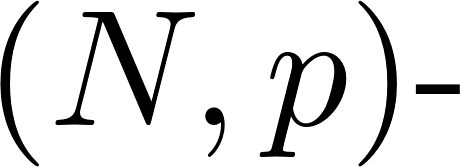 (N, p)-